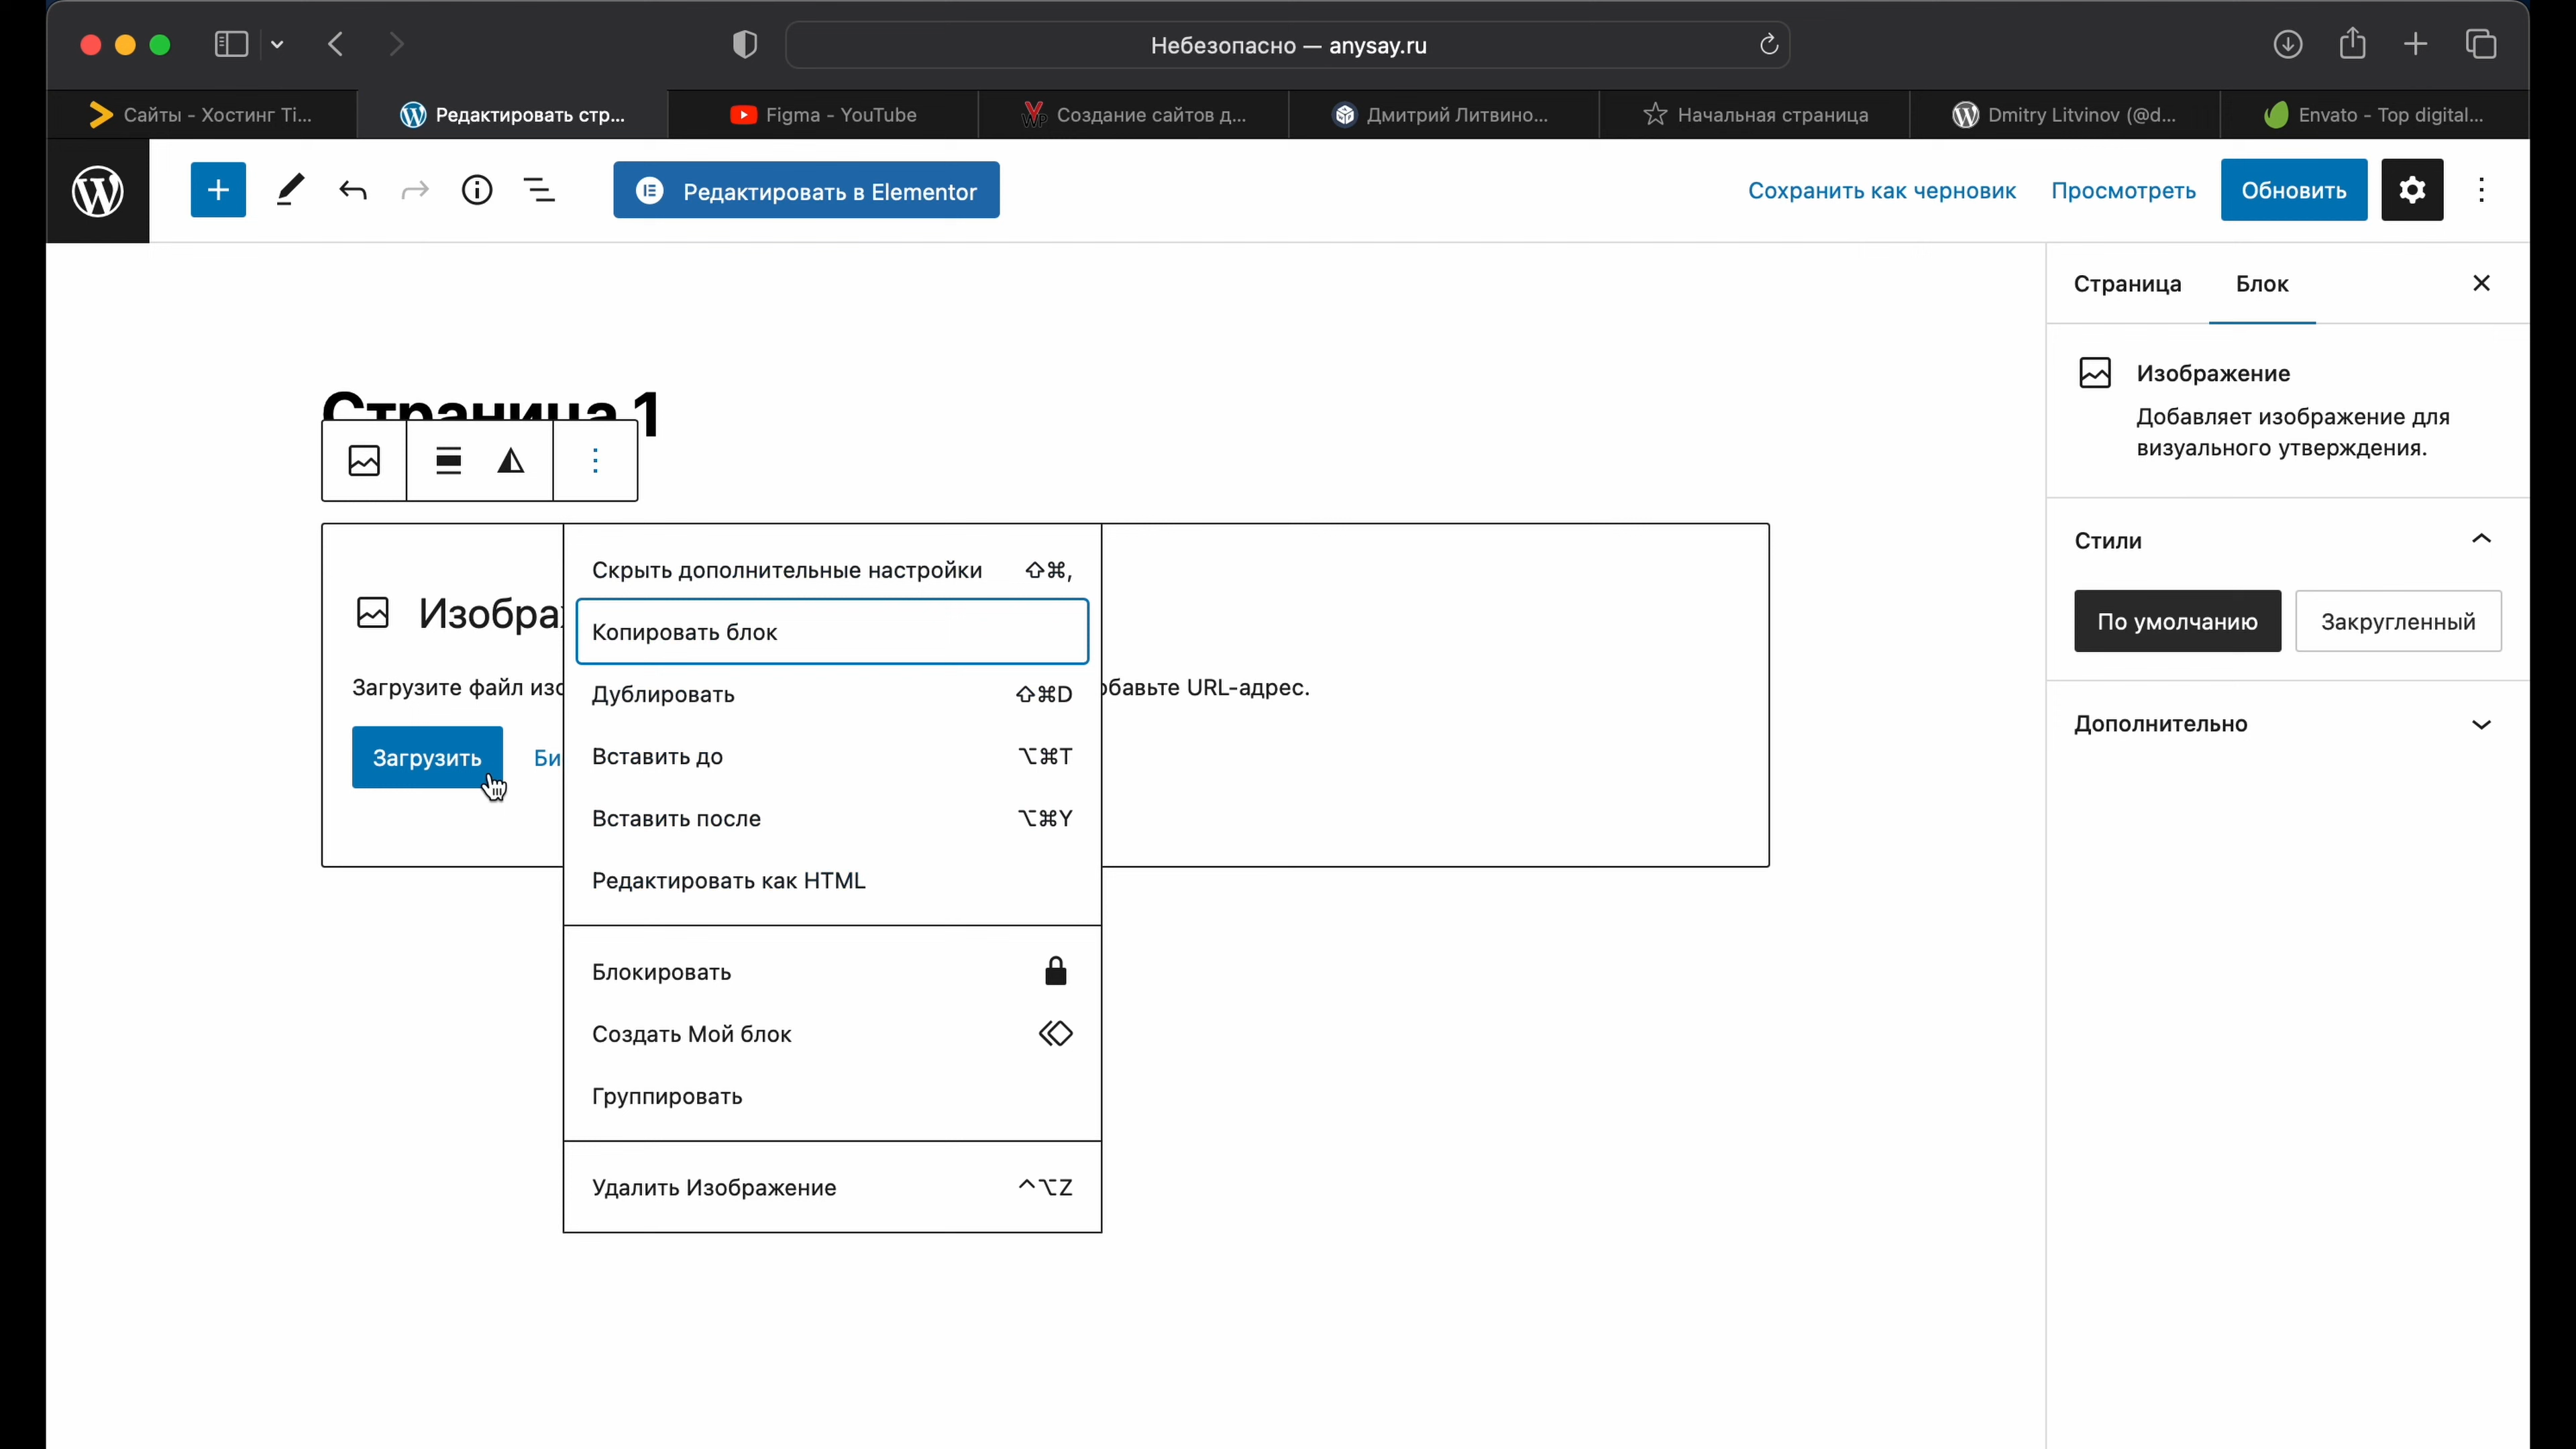 Небезопасно — anysay.ru
Сайты - Хостинг Ti...
Редактировать стр...
Figma - YouTube
Создание сайтов д...
Дмитрий Литвино...
Начальная страница
Dmitry Litvinov (@d...
Envato - Top digital...
Редактировать в Elementor
Сохранить как черновик
Просмотреть
Обновить
Страница
Блок
Изображение
Добавляет изображение для
визуального утверждения.
Стили
По умолчанию
Закругленный
Дополнительно
Страница 1
Скрыть дополнительные настройки ⇧⌘,
Копировать блок
Дублировать ⇧⌘D
Вставить до ⌥⌘T
Вставить после ⌥⌘Y
Редактировать как HTML
Блокировать
Создать Мой блок
Группировать
Удалить Изображение ^⌥Z
Изобра
Загрузите файл изо
бавьте URL-адрес.
Загрузить
Би